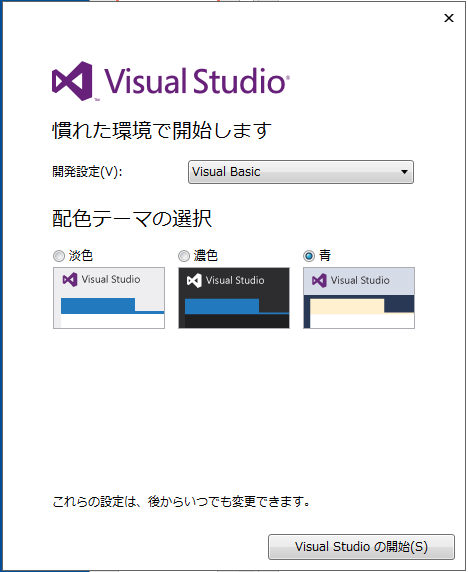 Visual Studio
慣れた環境で開始します
開発設定(V):
Visual Basic
配色テーマの選択
淡色
濃色
青
Visual Studio
Visual Studio
Visual Studio
これらの設定は、後からいつでも変更できます。
Visual Studio の開始(S)